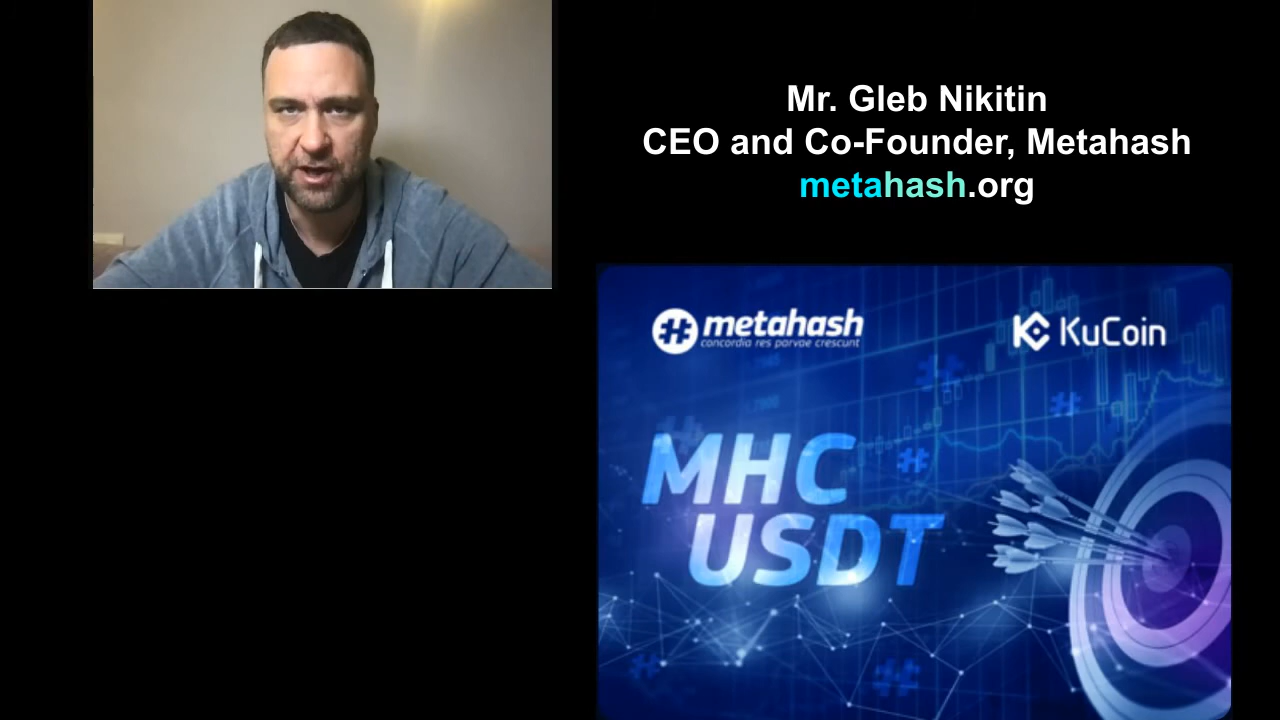 Mr. Gleb Nikitin
CEO and Co-Founder, Metahash
metahash.org
# metahash
concordia res parvae crescunt
KuCoin
MHC
USDT